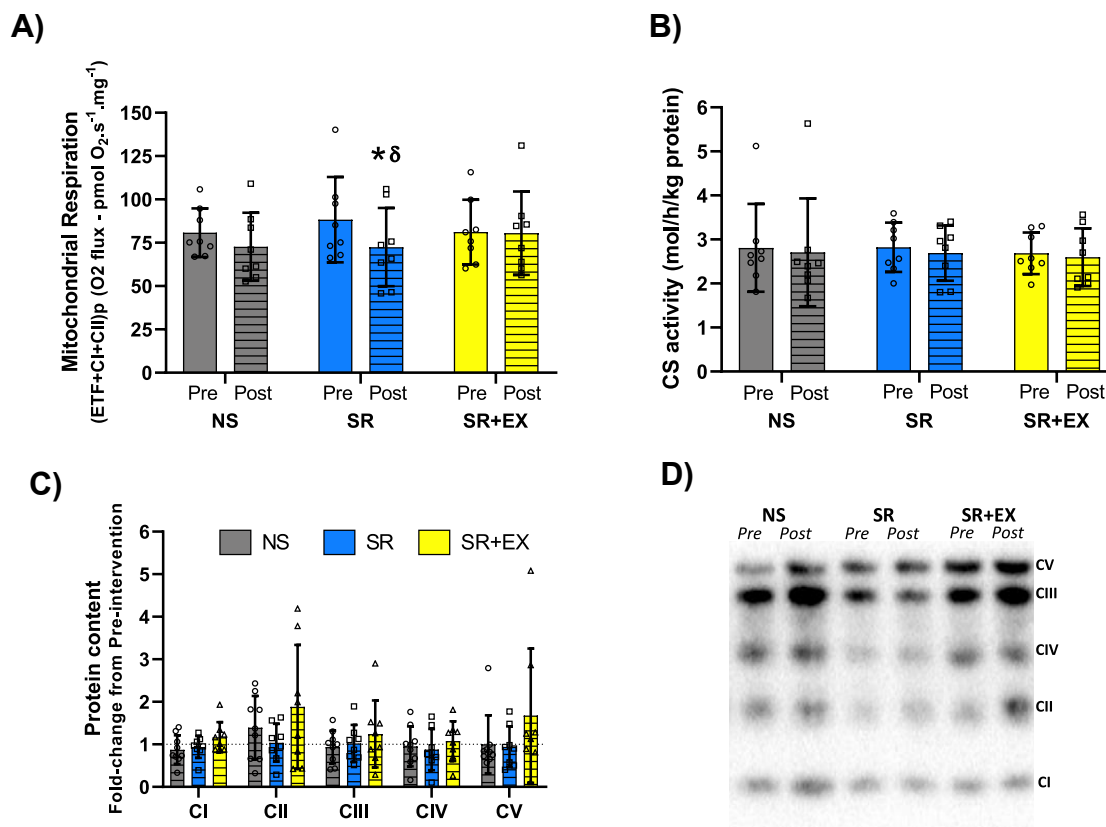 A)
Mitochondrial Respiration
(ETF+CI+CII)p (O2 flux - pmol O₂.s⁻¹.mg⁻¹)
150
125
100
75
50
25
0
*δ
Pre Post Pre Post Pre Post
NS SR SR+EX
B)
CS activity (mol/h/kg protein)
6
5
4
3
2
1
0
Pre Post Pre Post Pre Post
NS SR SR+EX
C)
Protein content
Fold-change from Pre-intervention
6
5
4
3
2
1
0
NS SR SR+EX
CI CII CIII CIV CV
D)
NS SR SR+EX
Pre Post Pre Post Pre Post
CV
CIII
CIV
CII
CI